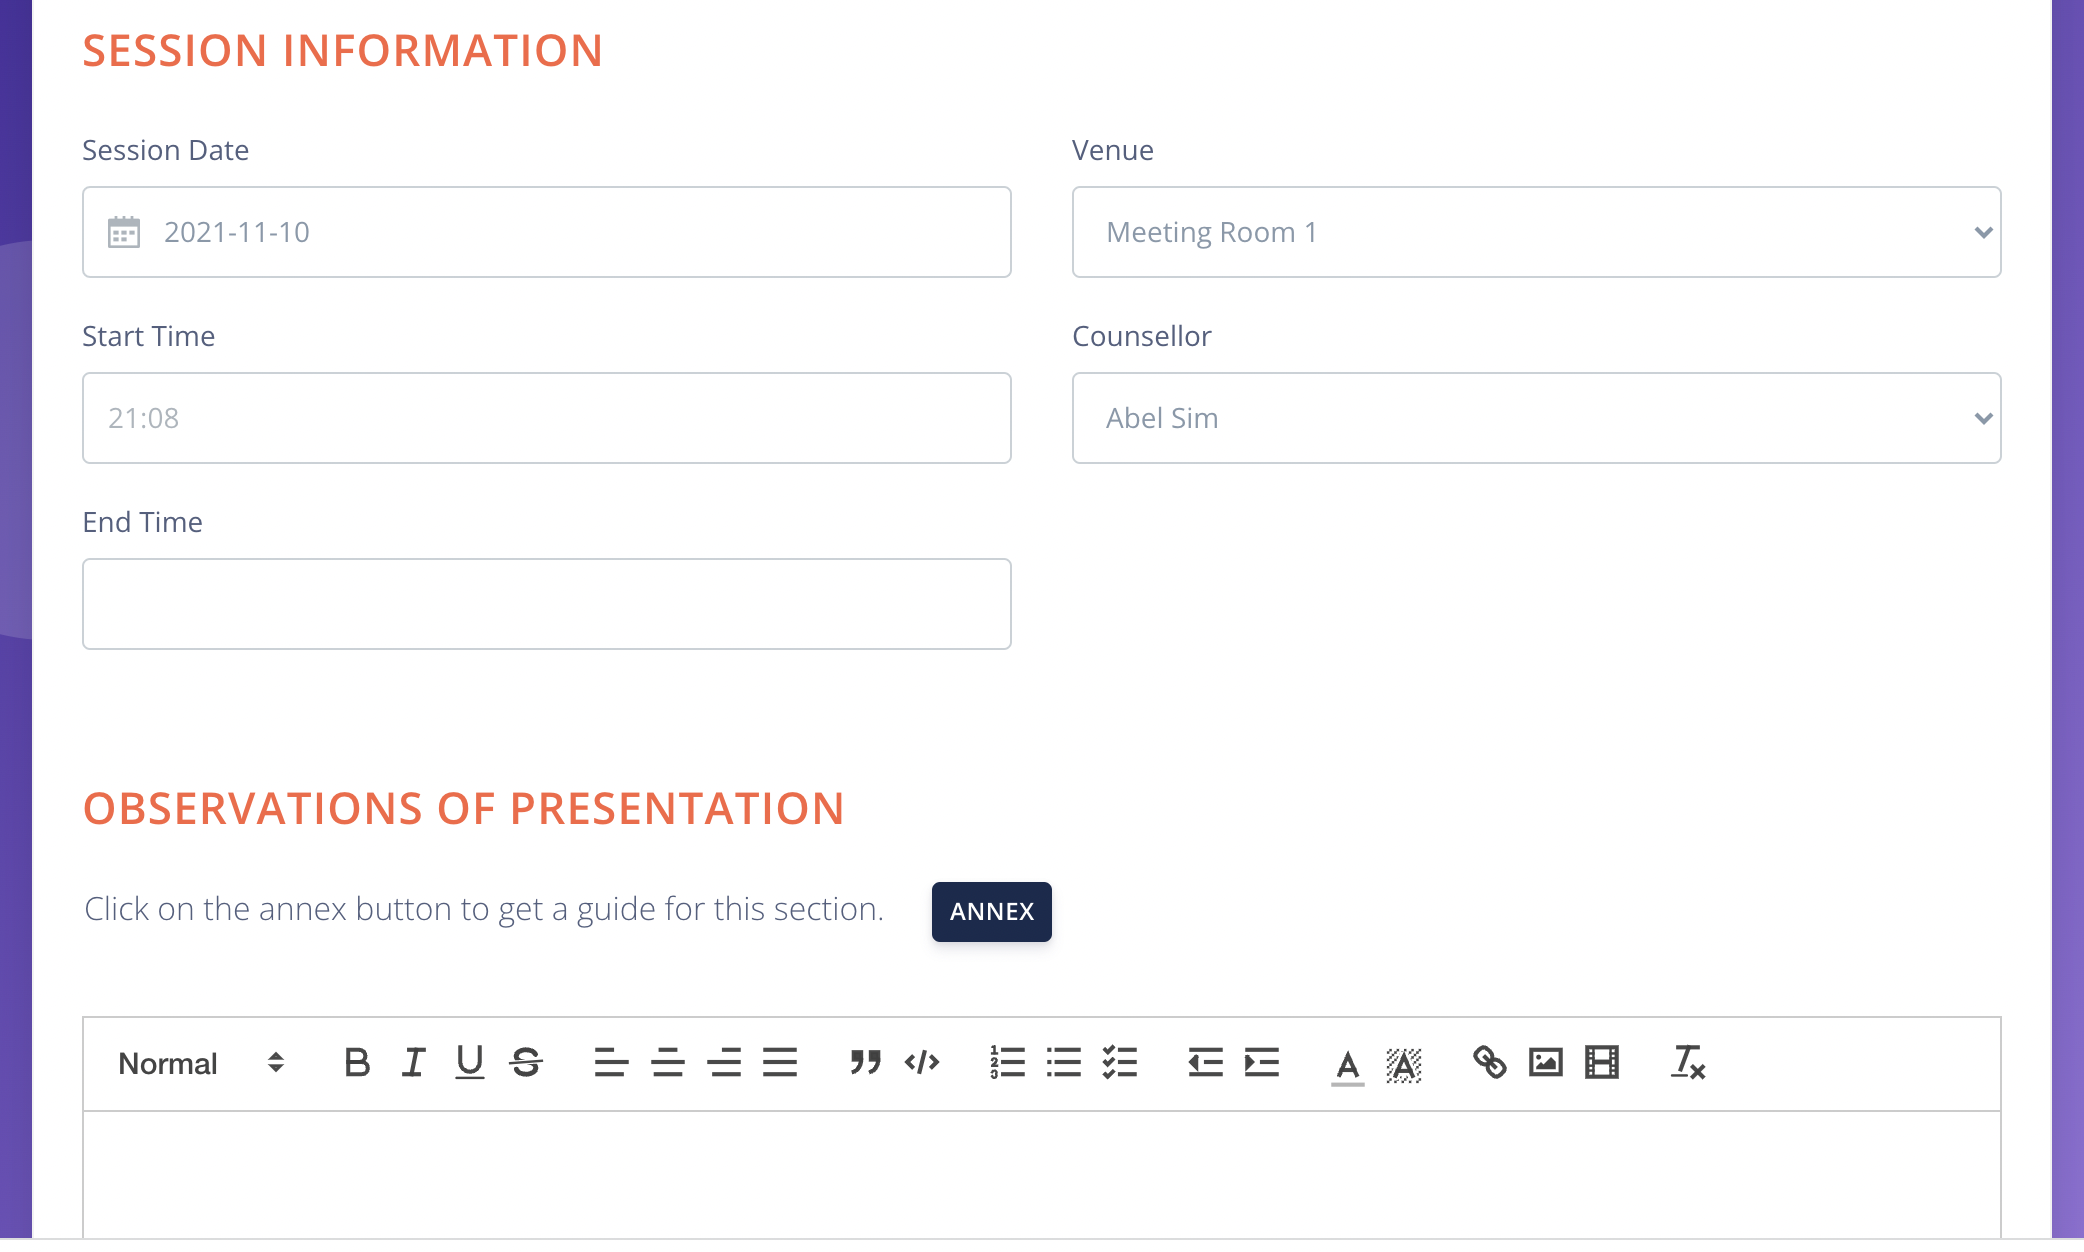 SESSION INFORMATION
Session Date
Venue
2021-11-10
Meeting Room 1
Start Time
Counsellor
21:08
Abel Sim
End Time
OBSERVATIONS OF PRESENTATION
Click on the annex button to get a guide for this section.
ANNEX
Normal